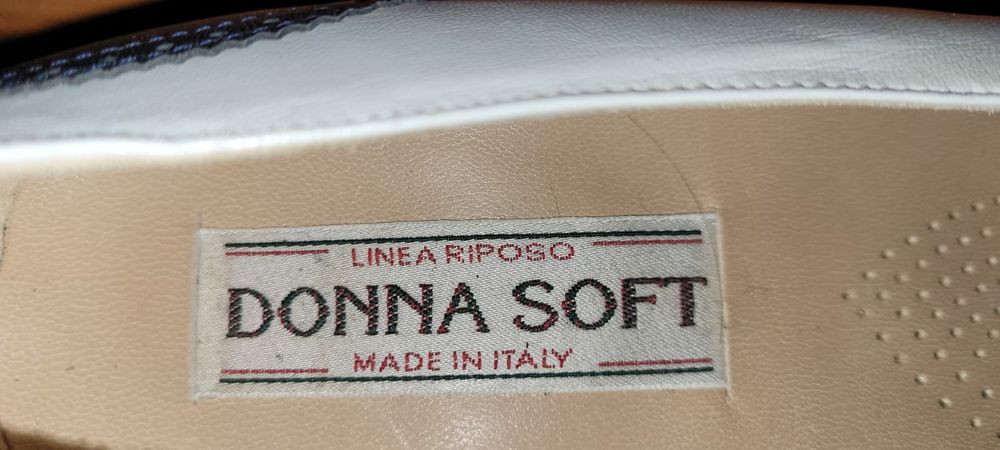 LINEA RIPOSO
DONNA SOFT
MADE IN ITALY